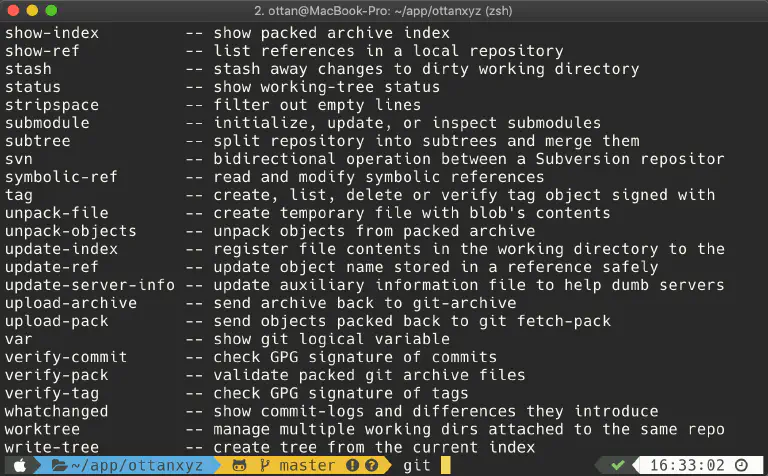 2. ottan@MacBook-Pro: ~/app/ottanxyz (zsh)
show-index -- show packed archive index
show-ref -- list references in a local repository
stash -- stash away changes to dirty working directory
status -- show working-tree status
stripspace -- filter out empty lines
submodule -- initialize, update, or inspect submodules
subtree -- split repository into subtrees and merge them
svn -- bidirectional operation between a Subversion repositor
symbolic-ref -- read and modify symbolic references
tag -- create, list, delete or verify tag object signed with
unpack-file -- create temporary file with blob's contents
unpack-objects -- unpack objects from packed archive
update-index -- register file contents in the working directory to the
update-ref -- update object name stored in a reference safely
update-server-info -- update auxiliary information file to help dumb servers
upload-archive -- send archive back to git-archive
upload-pack -- send objects packed back to git fetch-pack
var -- show git logical variable
verify-commit -- check GPG signature of commits
verify-pack -- validate packed git archive files
verify-tag -- check GPG signature of tags
whatchanged -- show commit-logs and differences they introduce
worktree -- manage multiple working dirs attached to the same repo
write-tree -- create tree from the current index
~/app/ottanxyz master git 16:33:02